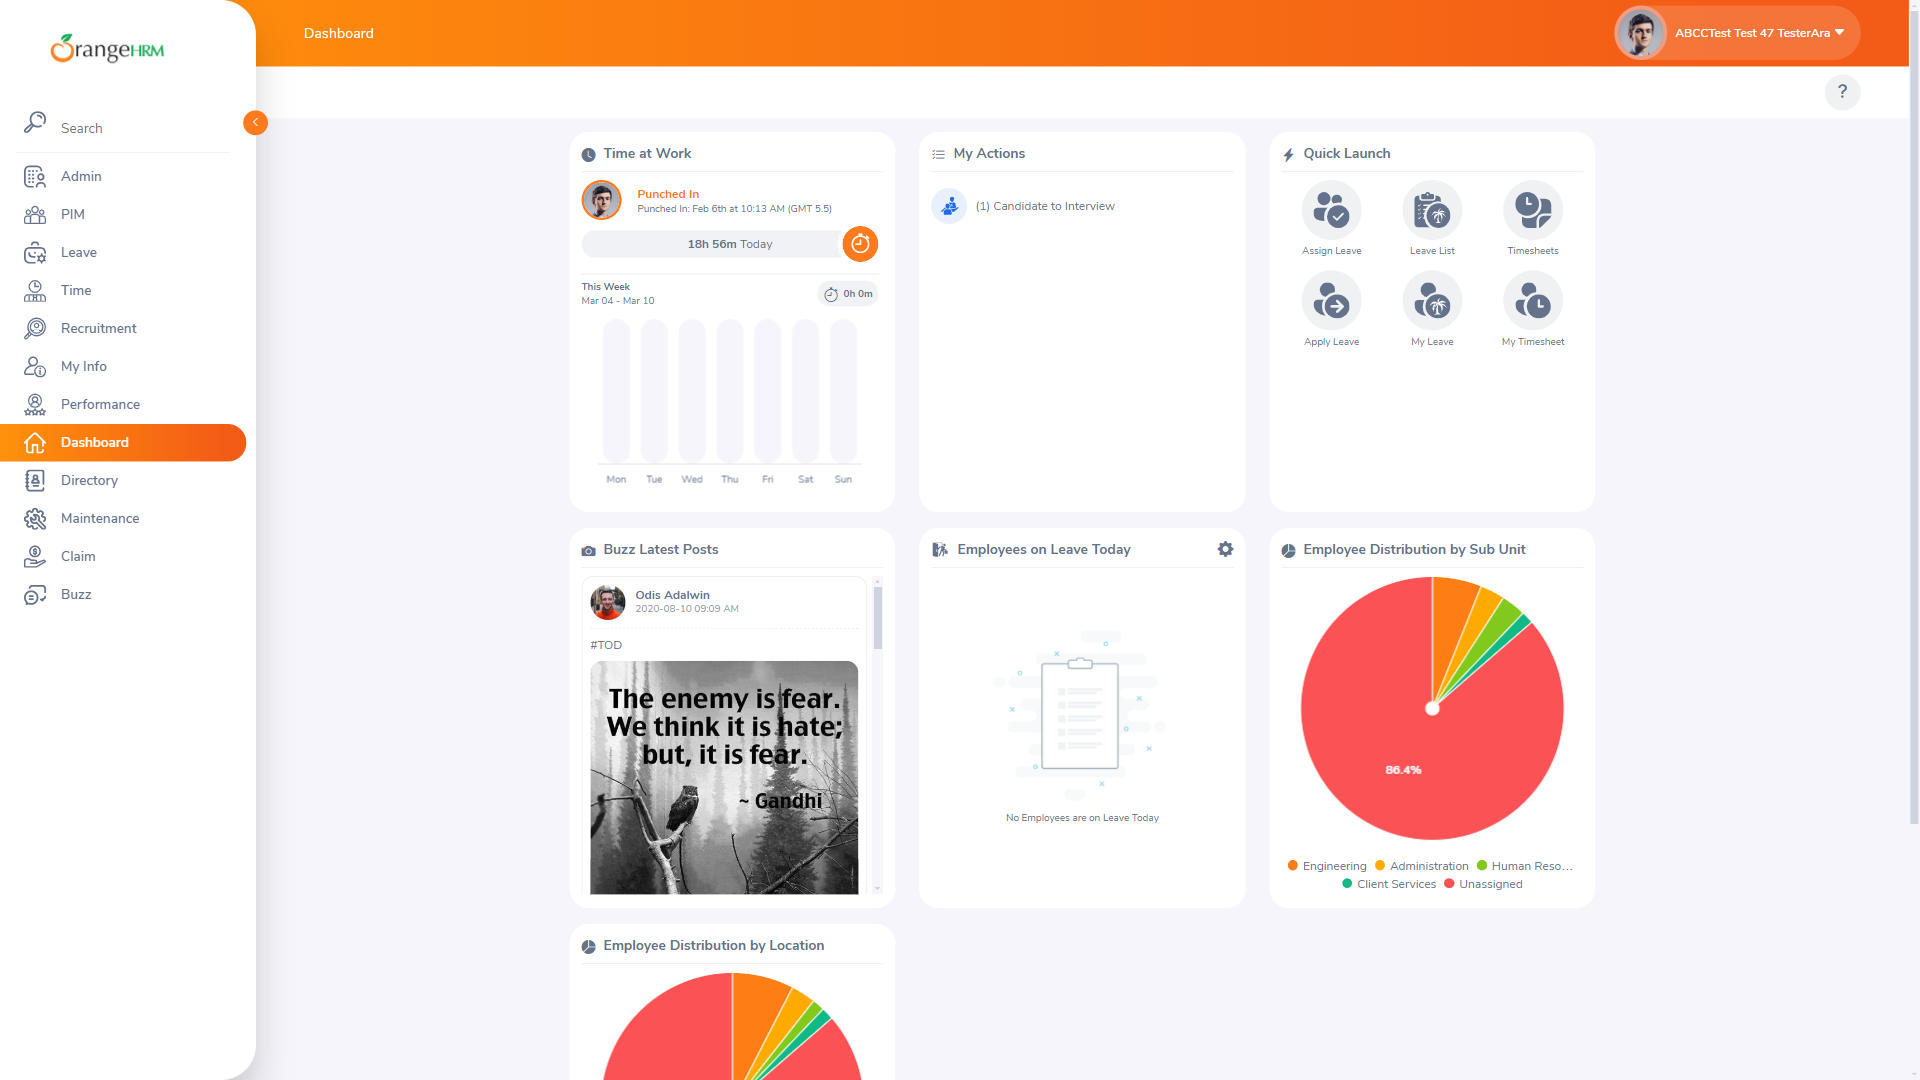 OrangeHRM
Search
Admin
PIM
Leave
Time
Recruitment
My Info
Performance
Dashboard
Directory
Maintenance
Claim
Buzz
Dashboard
ABCCTest Test 47 TesterAra
?
Time at Work
Punched In
Punched In: Feb 6th at 10:13 AM (GMT 5.5)
18h 56m Today
This Week
Mar 04 - Mar 10
0h 0m
Mon Tue Wed Thu Fri Sat Sun
My Actions
(1) Candidate to Interview
Quick Launch
Assign Leave Leave List Timesheets
Apply Leave My Leave My Timesheet
Buzz Latest Posts
Odis Adalwin
2020-08-10 09:09 AM
#TOD
The enemy is fear.
We think it is hate;
but, it is fear.
~ Gandhi
Employees on Leave Today
No Employees are on Leave Today
Employee Distribution by Sub Unit
86.4%
Engineering Administration Human Reso...
Client Services Unassigned
Employee Distribution by Location